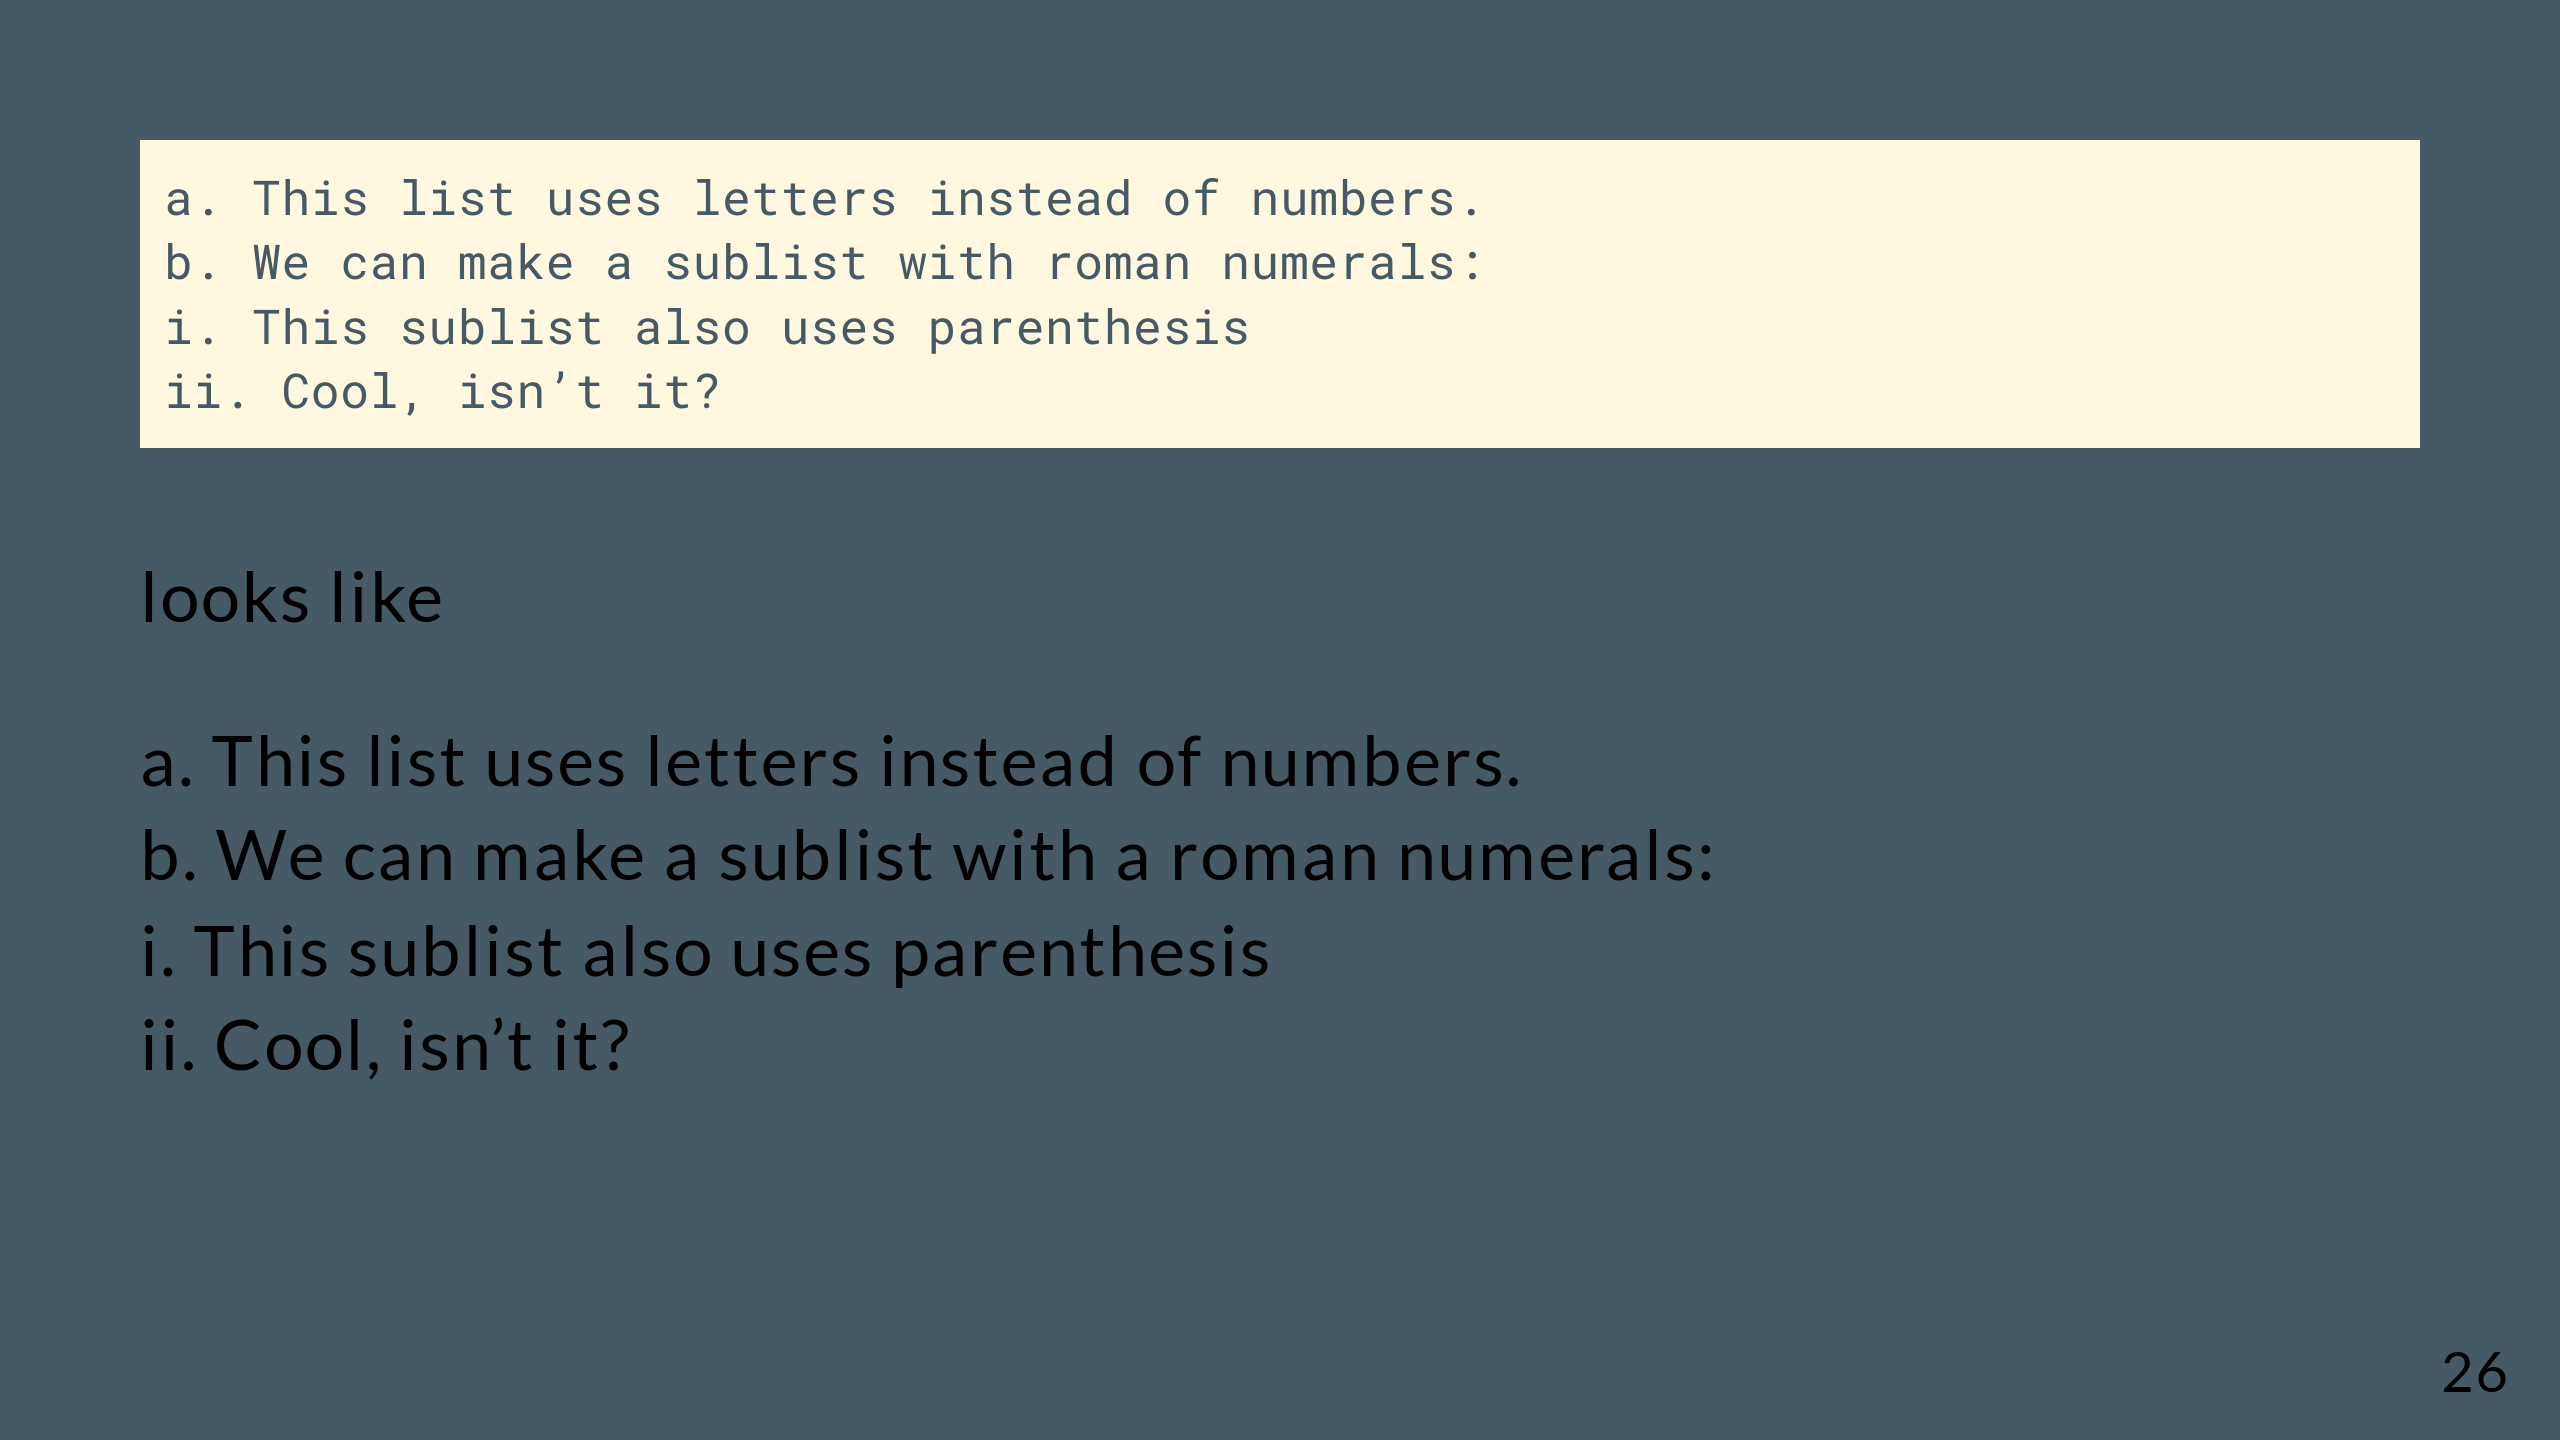 a. This list uses letters instead of numbers.
b. We can make a sublist with roman numerals:
i. This sublist also uses parenthesis
ii. Cool, isn’t it?
looks like
a. This list uses letters instead of numbers.
b. We can make a sublist with a roman numerals:
i. This sublist also uses parenthesis
ii. Cool, isn’t it?
26